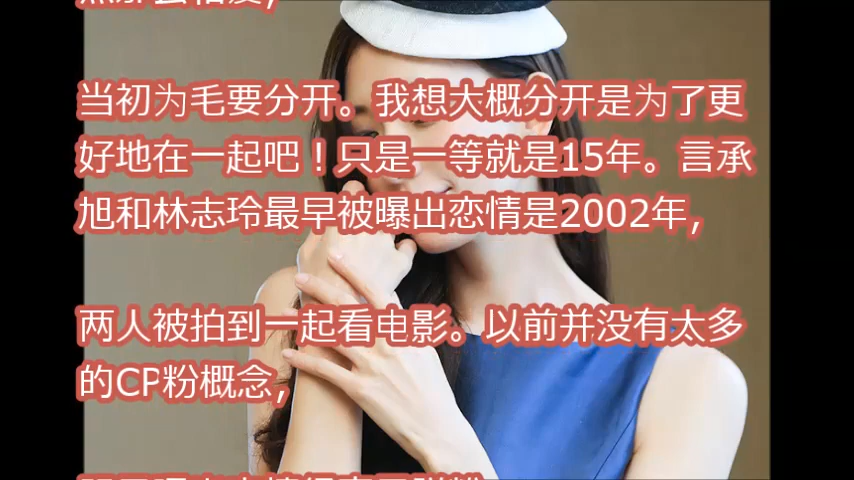 当初为毛要分开。我想大概分开是为了更
好地在一起吧！只是一等就是15年。言承
旭和林志玲最早被曝出恋情是2002年,
两人被拍到一起看电影。以前并没有太多
的CP粉概念,